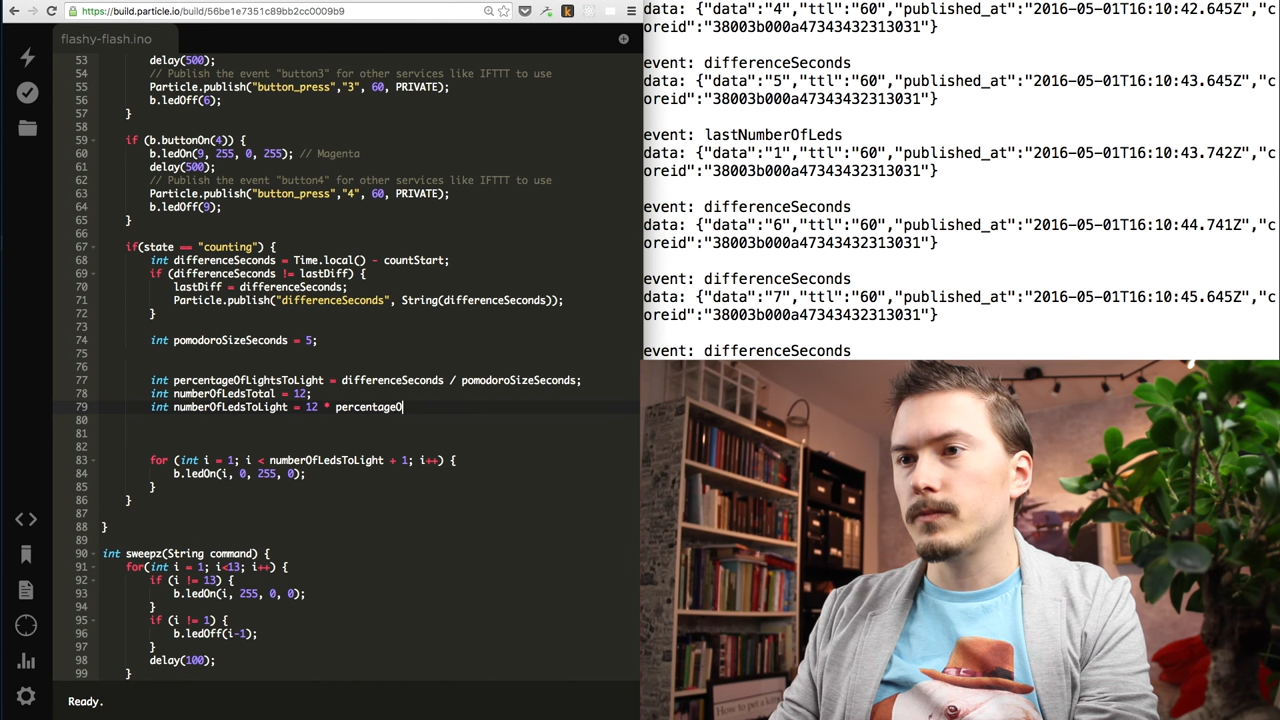 https://build.particle.io/build/56be1e7351c89bb2cc0009b9
flashy-flash.ino
53 delay(500);
54 // Publish the event "button3" for other services like IFTTT to use
55 Particle.publish("button_press","3", 60, PRIVATE);
56 b.ledOff(6);
57 }
58
59 if (b.buttonOn(4)) {
60 b.ledOn(9, 255, 0, 255); // Magenta
61 delay(500);
62 // Publish the event "button4" for other services like IFTTT to use
63 Particle.publish("button_press","4", 60, PRIVATE);
64 b.ledOff(9);
65 }
66
67 if(state == "counting") {
68 int differenceSeconds = Time.local() - countStart;
69 if (differenceSeconds != lastDiff) {
70 lastDiff = differenceSeconds;
71 Particle.publish("differenceSeconds", String(differenceSeconds));
72 }
73
74 int pomodoroSizeSeconds = 5;
75
76
77 int percentageOfLightsToLight = differenceSeconds / pomodoroSizeSeconds;
78 int numberOfLedsTotal = 12;
79 int numberOfLedsToLight = 12 * percentageO
80
81
82
83 for (int i = 1; i < numberOfLedsToLight + 1; i++) {
84 b.ledOn(i, 0, 255, 0);
85 }
86 }
87
88 }
89
90 int sweepz(String command) {
91 for(int i = 1; i<13; i++) {
92 if (i != 13) {
93 b.ledOn(i, 255, 0, 0);
94 }
95 if (i != 1) {
96 b.ledOff(i-1);
97 }
98 delay(100);
99 }
Ready.
data: {"data":"4","ttl":"60","published_at":"2016-05-01T16:10:42.645Z","c
oreid":"38003b000a47343432313031"}
event: differenceSeconds
data: {"data":"5","ttl":"60","published_at":"2016-05-01T16:10:43.645Z","c
oreid":"38003b000a47343432313031"}
event: lastNumberOfLeds
data: {"data":"1","ttl":"60","published_at":"2016-05-01T16:10:43.742Z","c
oreid":"38003b000a47343432313031"}
event: differenceSeconds
data: {"data":"6","ttl":"60","published_at":"2016-05-01T16:10:44.741Z","c
oreid":"38003b000a47343432313031"}
event: differenceSeconds
data: {"data":"7","ttl":"60","published_at":"2016-05-01T16:10:45.645Z","c
oreid":"38003b000a47343432313031"}
event: differenceSeconds